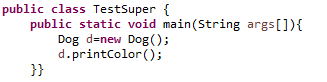 public class TestSuper {
    public static void main(String args[]){
        Dog d=new Dog();
        d.printColor();
    }}